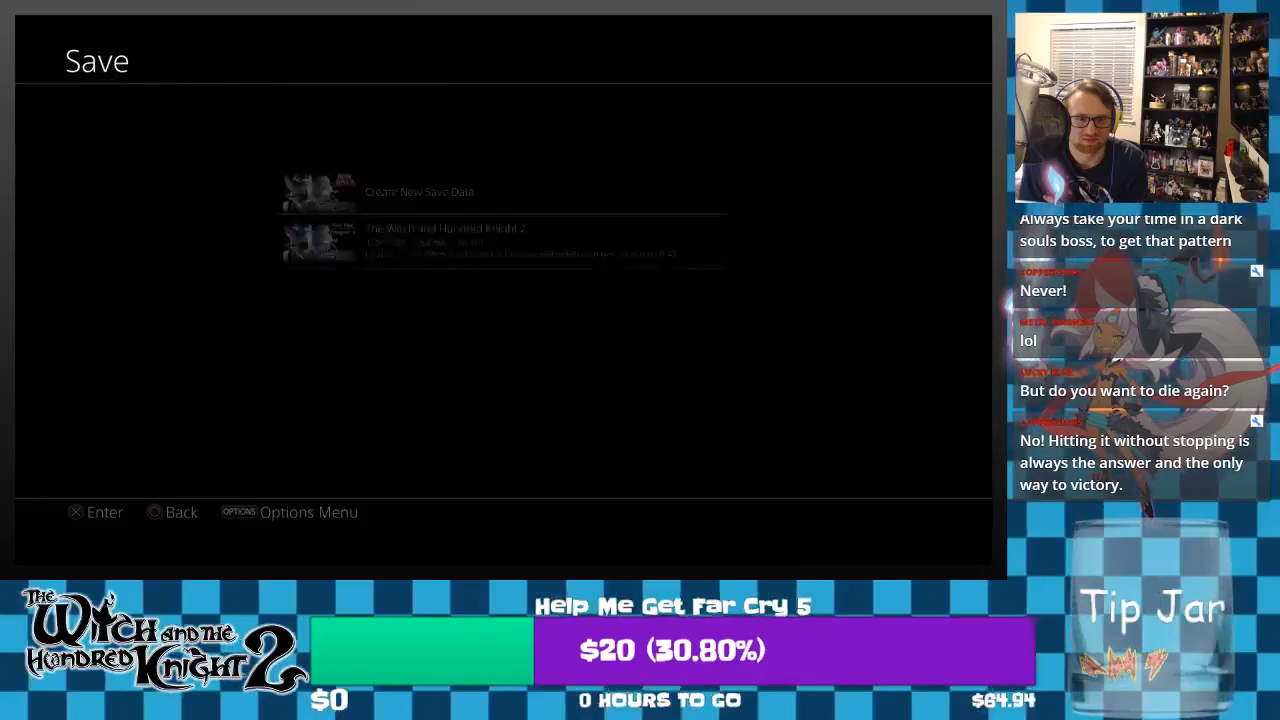 Save
Create New Save Data
The Witch and Hundred Knight 2
Enter
Back
OPTIONS
Options Menu
Always take your time in a dark
souls boss, to get that pattern
Never!
lol
But do you want to die again?
No! Hitting it without stopping is
always the answer and the only
way to victory.
Tip Jar
The Witch and the Hundred Knight 2
Help Me Get Far Cry 5
$20 (30.80%)
$0
0 HOURS TO GO
$64.94